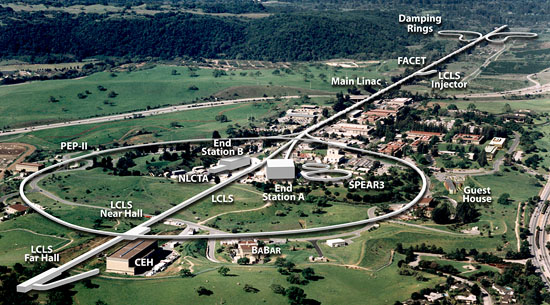 Damping
Rings
FACET
LCLS
Injector
Main Linac
PEP-II
End
Station B
NLCTA
End
Station A
SPEAR3
LCLS
Guest
House
LCLS
Near Hall
LCLS
Far Hall
CEH
BABAR